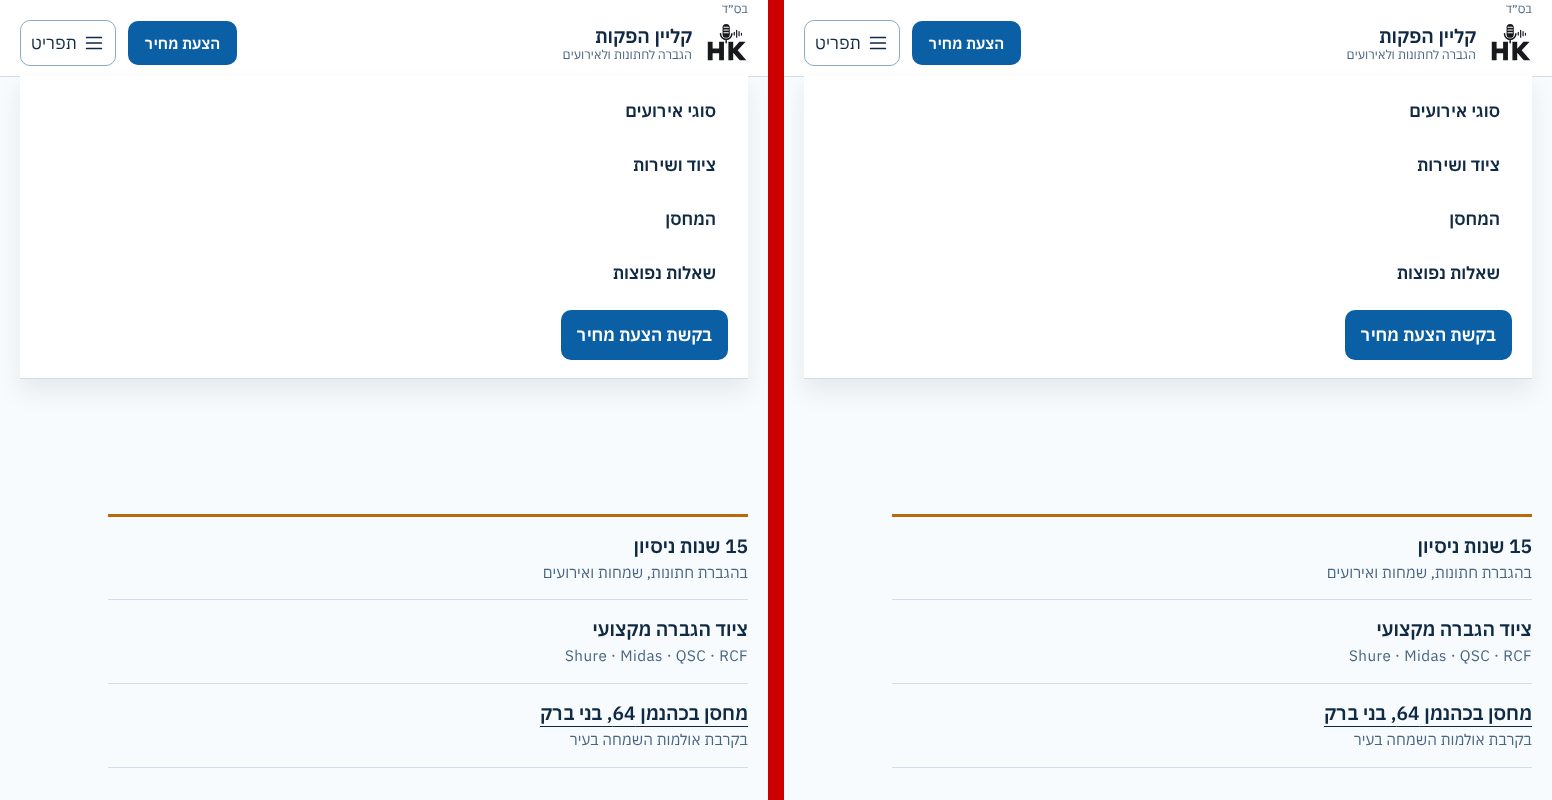 בס״ד
HK
קליין הפקות
הגברה לחתונות ולאירועים
הצעת מחיר
תפריט
סוגי אירועים
ציוד ושירות
המחסן
שאלות נפוצות
בקשת הצעת מחיר
15 שנות ניסיון
בהגברת חתונות, שמחות ואירועים
ציוד הגברה מקצועי
Shure · Midas · QSC · RCF
מחסן בכהנמן 64, בני ברק
בקרבת אולמות השמחה בעיר
בס״ד
HK
קליין הפקות
הגברה לחתונות ולאירועים
הצעת מחיר
תפריט
סוגי אירועים
ציוד ושירות
המחסן
שאלות נפוצות
בקשת הצעת מחיר
15 שנות ניסיון
בהגברת חתונות, שמחות ואירועים
ציוד הגברה מקצועי
Shure · Midas · QSC · RCF
מחסן בכהנמן 64, בני ברק
בקרבת אולמות השמחה בעיר